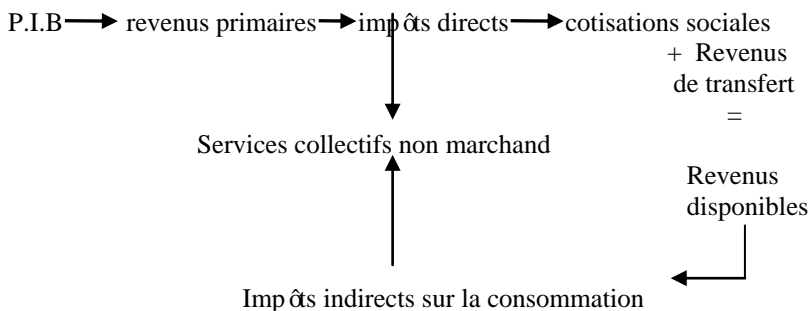 P.I.B revenus primaires impôts directs cotisations sociales
+ Revenus
de transfert
=
Services collectifs non marchand
Revenus
disponibles
Impôts indirects sur la consommation